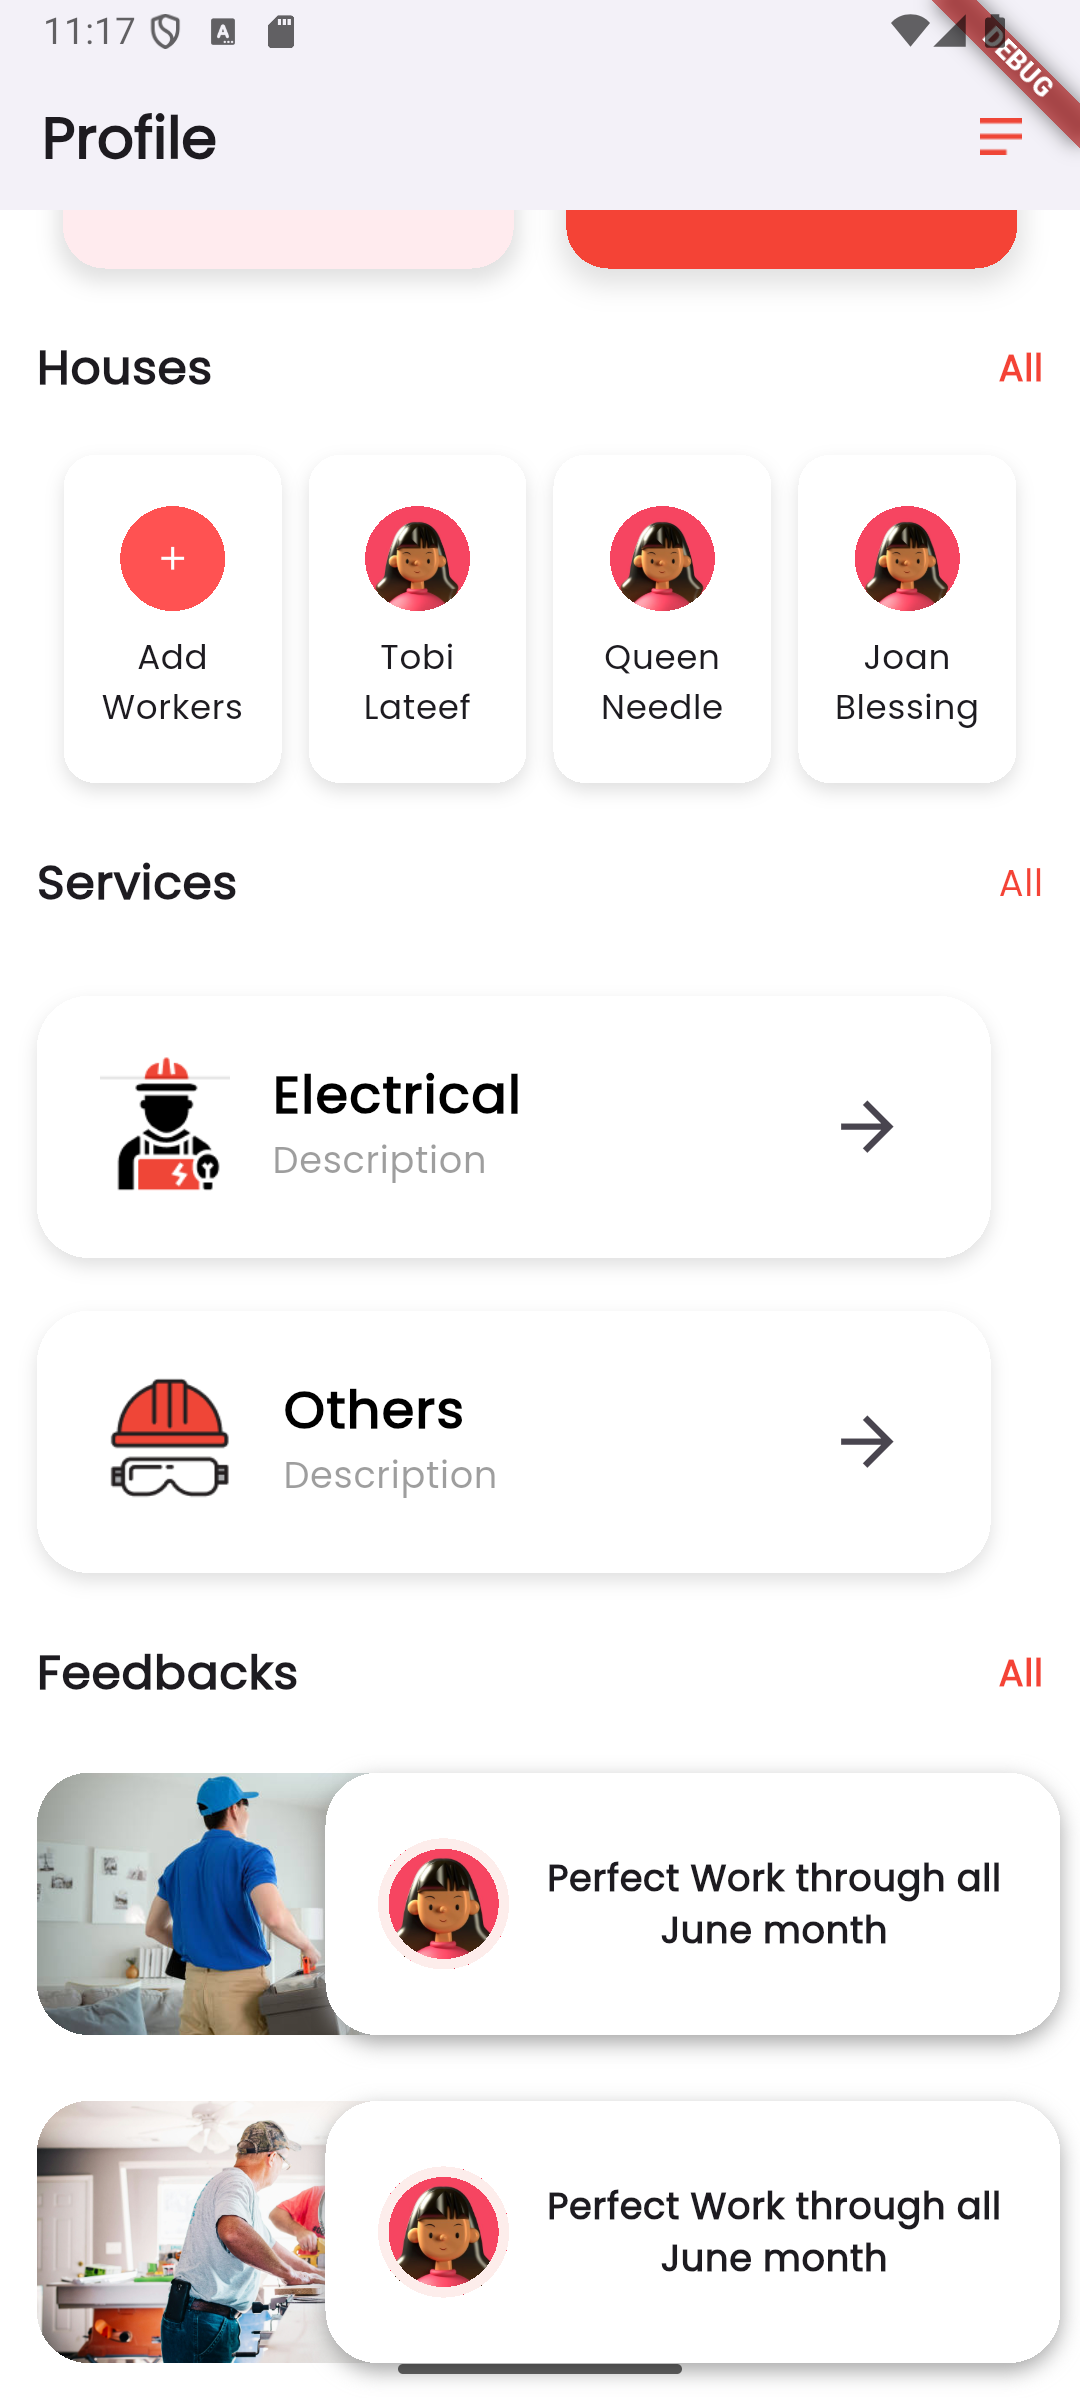 11:17
DEBUG
Profile
Houses
All
Add
Workers
Tobi
Lateef
Queen
Needle
Joan
Blessing
Services
All
Electrical
Description
Others
Description
Feedbacks
All
Perfect Work through all
June month
Perfect Work through all
June month